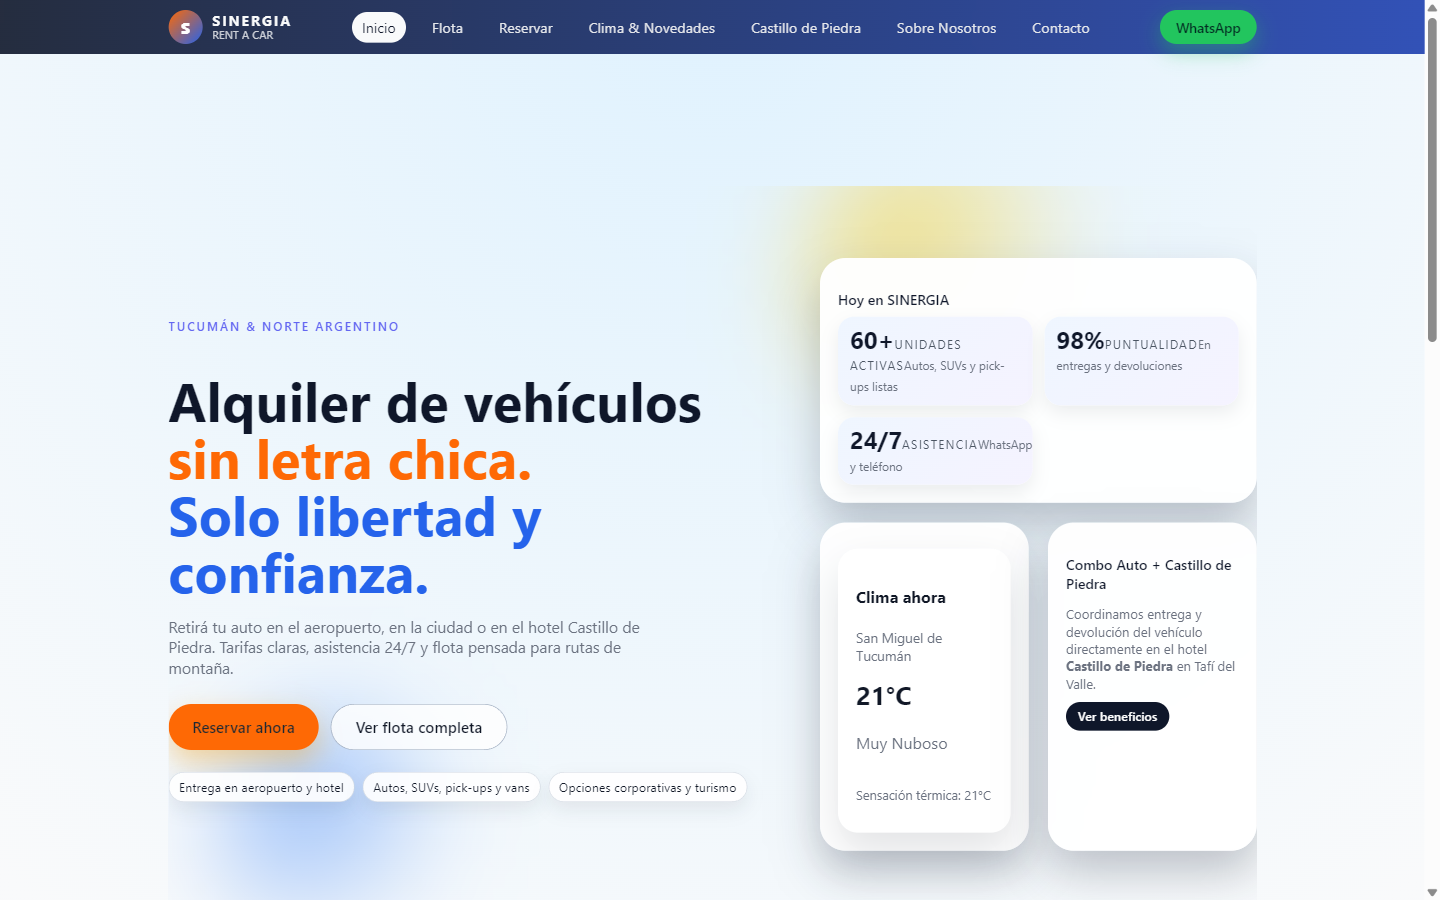 S
SINERGIA
RENT A CAR
Inicio
Flota
Reservar
Clima & Novedades
Castillo de Piedra
Sobre Nosotros
Contacto
WhatsApp
TUCUMÁN & NORTE ARGENTINO
Alquiler de vehículos
sin letra chica.
Solo libertad y
confianza.
Retirá tu auto en el aeropuerto, en la ciudad o en el hotel Castillo de
Piedra. Tarifas claras, asistencia 24/7 y flota pensada para rutas de
montaña.
Reservar ahora
Ver flota completa
Entrega en aeropuerto y hotel
Autos, SUVs, pick-ups y vans
Opciones corporativas y turismo
Hoy en SINERGIA
60+UNIDADES
ACTIVASAutos, SUVs y pick-
ups listas
98%PUNTUALIDADEn
entregas y devoluciones
24/7ASISTENCIAWhatsApp
y teléfono
Clima ahora
San Miguel de
Tucumán
21°C
Muy Nuboso
Sensación térmica: 21°C
Combo Auto + Castillo de
Piedra
Coordinamos entrega y
devolución del vehículo
directamente en el hotel
Castillo de Piedra en Tafí del
Valle.
Ver beneficios